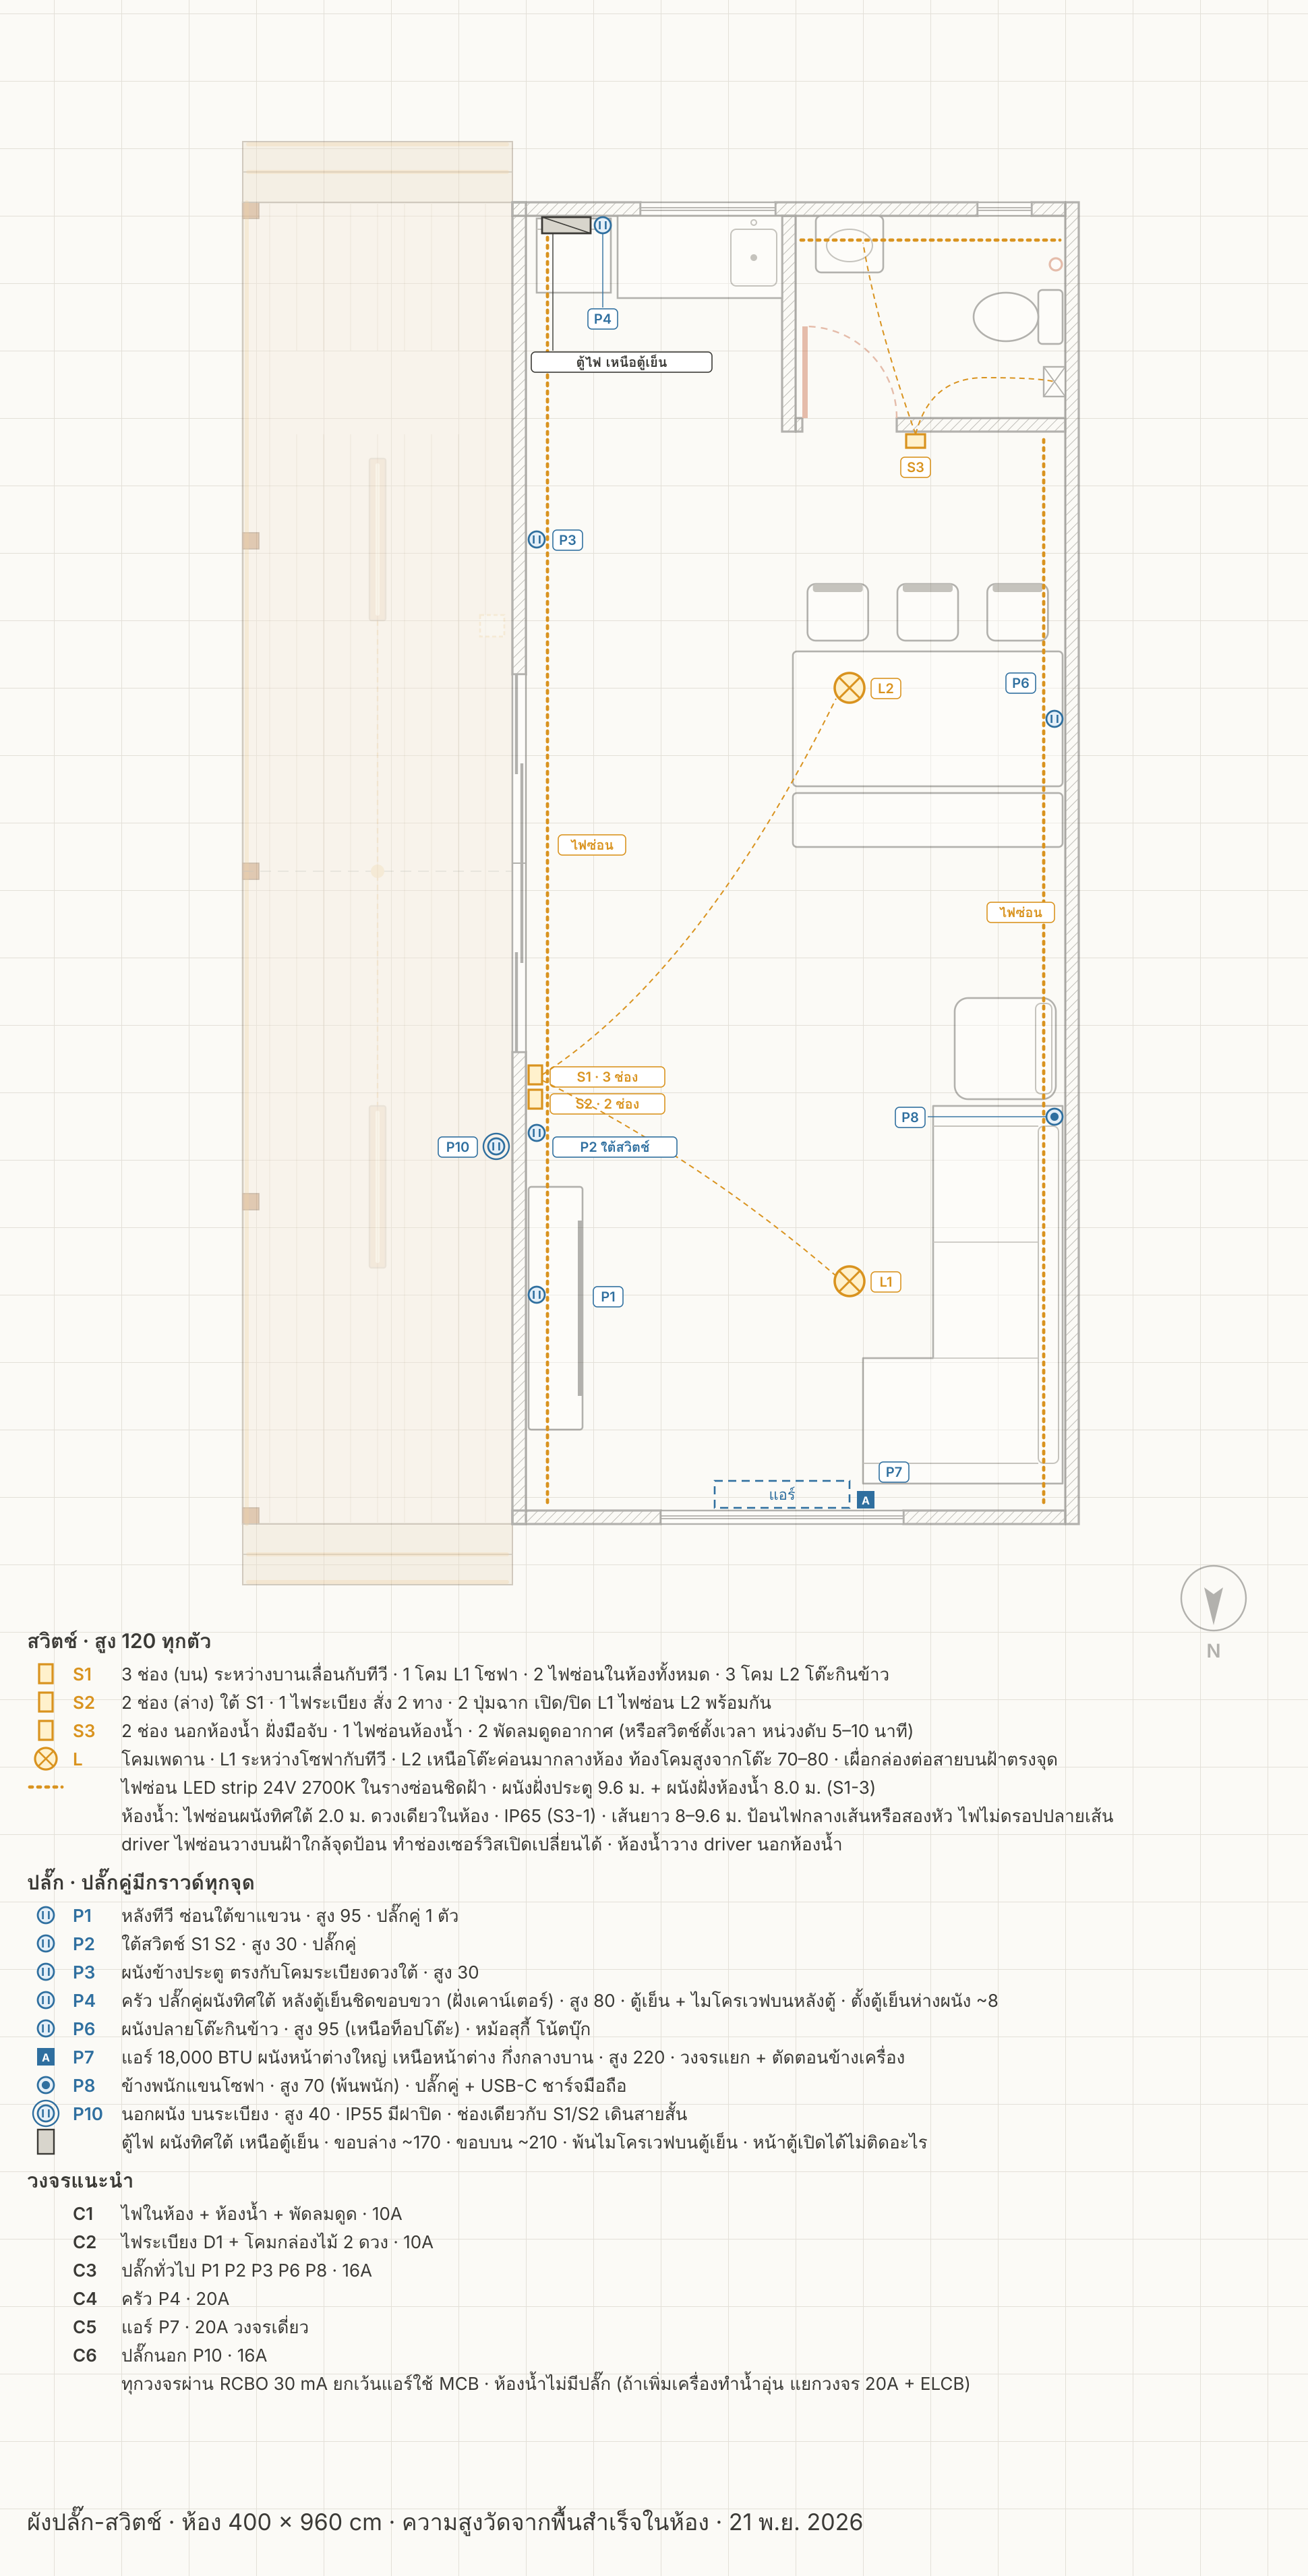 P4
ตู้ไฟ เหนือตู้เย็น
S3
P3
L2
P6
ไฟซ่อน
ไฟซ่อน
S1 · 3 ช่อง
S2 · 2 ช่อง
P8
P10
P2 ใต้สวิตช์
L1
P1
P7
แอร์
A
N
สวิตช์ · สูง 120 ทุกตัว
S1 3 ช่อง (บน) ระหว่างบานเลื่อนกับทีวี · 1 โคม L1 โซฟา · 2 ไฟซ่อนในห้องทั้งหมด · 3 โคม L2 โต๊ะกินข้าว
S2 2 ช่อง (ล่าง) ใต้ S1 · 1 ไฟระเบียง สั่ง 2 ทาง · 2 ปุ่มฉาก เปิด/ปิด L1 ไฟซ่อน L2 พร้อมกัน
S3 2 ช่อง นอกห้องน้ำ ฝั่งมือจับ · 1 ไฟซ่อนห้องน้ำ · 2 พัดลมดูดอากาศ (หรือสวิตช์ตั้งเวลา หน่วงดับ 5–10 นาที)
L โคมเพดาน · L1 ระหว่างโซฟากับทีวี · L2 เหนือโต๊ะค่อนมากลางห้อง ท้องโคมสูงจากโต๊ะ 70–80 · เผื่อกล่องต่อสายบนฝ้าตรงจุด
ไฟซ่อน LED strip 24V 2700K ในรางซ่อนชิดฝ้า · ผนังฝั่งประตู 9.6 ม. + ผนังฝั่งห้องน้ำ 8.0 ม. (S1-3)
ห้องน้ำ: ไฟซ่อนผนังทิศใต้ 2.0 ม. ดวงเดียวในห้อง · IP65 (S3-1) · เส้นยาว 8–9.6 ม. ป้อนไฟกลางเส้นหรือสองหัว ไฟไม่ดรอปปลายเส้น
driver ไฟซ่อนวางบนฝ้าใกล้จุดป้อน ทำช่องเซอร์วิสเปิดเปลี่ยนได้ · ห้องน้ำวาง driver นอกห้องน้ำ
ปลั๊ก · ปลั๊กคู่มีกราวด์ทุกจุด
P1 หลังทีวี ซ่อนใต้ขาแขวน · สูง 95 · ปลั๊กคู่ 1 ตัว
P2 ใต้สวิตช์ S1 S2 · สูง 30 · ปลั๊กคู่
P3 ผนังข้างประตู ตรงกับโคมระเบียงดวงใต้ · สูง 30
P4 ครัว ปลั๊กคู่ผนังทิศใต้ หลังตู้เย็นชิดขอบขวา (ฝั่งเคาน์เตอร์) · สูง 80 · ตู้เย็น + ไมโครเวฟบนหลังตู้ · ตั้งตู้เย็นห่างผนัง ~8
P6 ผนังปลายโต๊ะกินข้าว · สูง 95 (เหนือท็อปโต๊ะ) · หม้อสุกี้ โน้ตบุ๊ก
A P7 แอร์ 18,000 BTU ผนังหน้าต่างใหญ่ เหนือหน้าต่าง กึ่งกลางบาน · สูง 220 · วงจรแยก + ตัดตอนข้างเครื่อง
P8 ข้างพนักแขนโซฟา · สูง 70 (พ้นพนัก) · ปลั๊กคู่ + USB-C ชาร์จมือถือ
P10 นอกผนัง บนระเบียง · สูง 40 · IP55 มีฝาปิด · ช่องเดียวกับ S1/S2 เดินสายสั้น
ตู้ไฟ ผนังทิศใต้ เหนือตู้เย็น · ขอบล่าง ~170 · ขอบบน ~210 · พ้นไมโครเวฟบนตู้เย็น · หน้าตู้เปิดได้ไม่ติดอะไร
วงจรแนะนำ
C1 ไฟในห้อง + ห้องน้ำ + พัดลมดูด · 10A
C2 ไฟระเบียง D1 + โคมกล่องไม้ 2 ดวง · 10A
C3 ปลั๊กทั่วไป P1 P2 P3 P6 P8 · 16A
C4 ครัว P4 · 20A
C5 แอร์ P7 · 20A วงจรเดี่ยว
C6 ปลั๊กนอก P10 · 16A
ทุกวงจรผ่าน RCBO 30 mA ยกเว้นแอร์ใช้ MCB · ห้องน้ำไม่มีปลั๊ก (ถ้าเพิ่มเครื่องทำน้ำอุ่น แยกวงจร 20A + ELCB)
ผังปลั๊ก-สวิตช์ · ห้อง 400 × 960 cm · ความสูงวัดจากพื้นสำเร็จในห้อง · 21 พ.ย. 2026